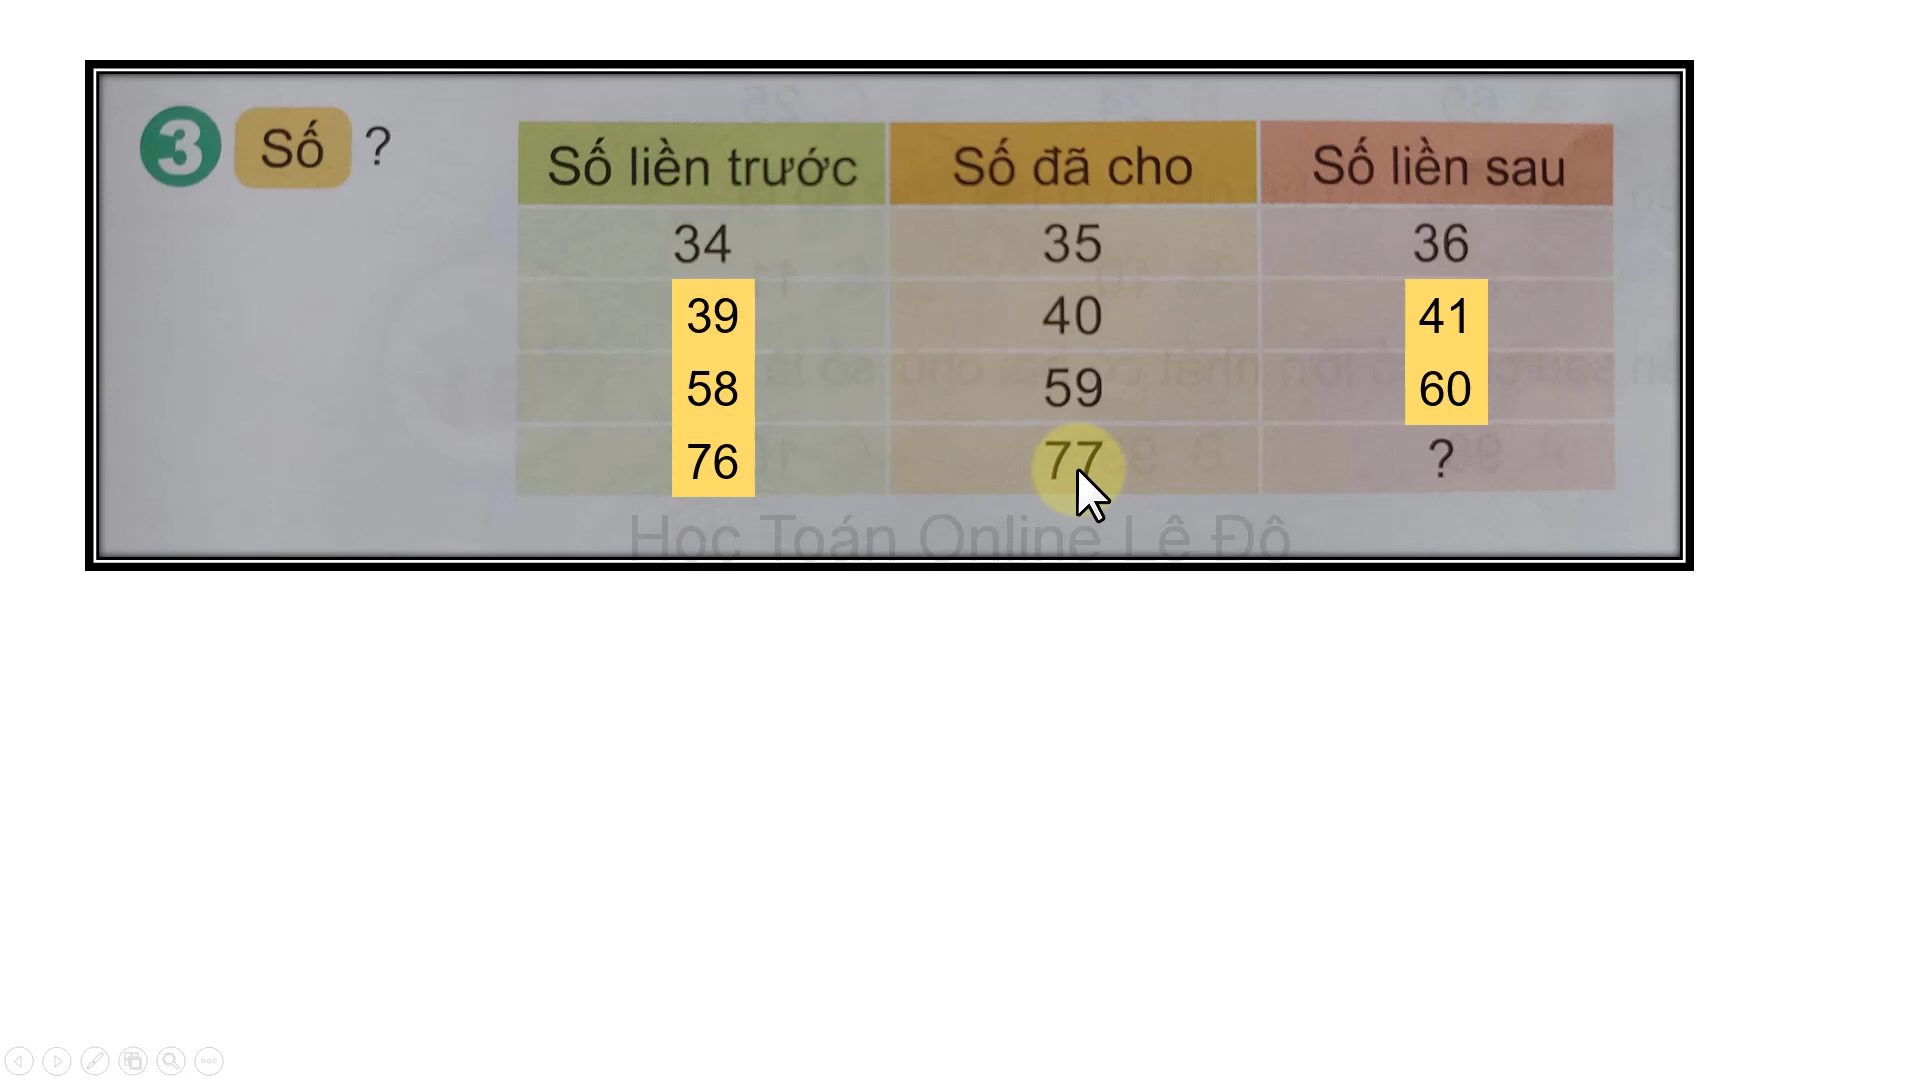 3 Số ?
Số liền trước Số đã cho Số liền sau
34 35 36
39 40 41
58 59 60
76 77 ?
Học Toán Online Lê Đô